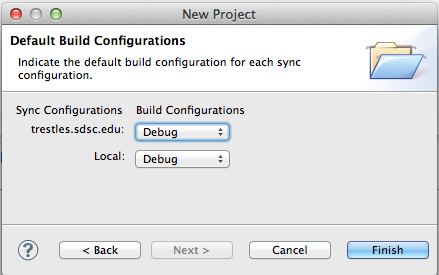 New Project
Default Build Configurations
Indicate the default build configuration for each sync
configuration.
Sync Configurations Build Configurations
trestles.sdsc.edu: Debug
Local: Debug
? < Back Next > Cancel Finish